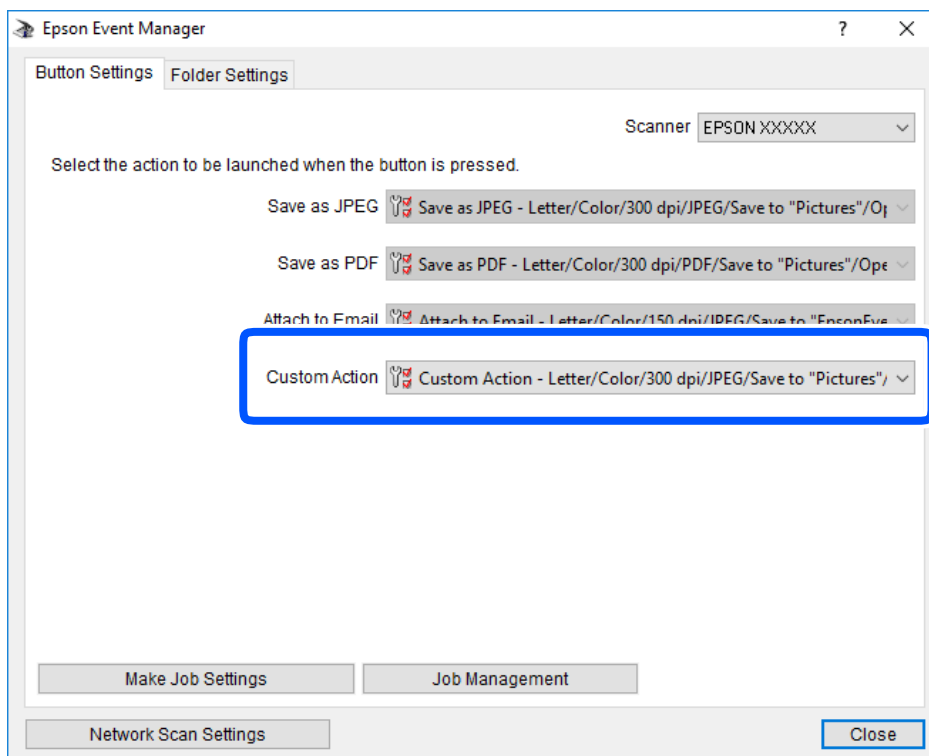 Epson Event Manager
Button Settings Folder Settings
Scanner EPSON XXXXX
Select the action to be launched when the button is pressed.
Save as JPEG Save as JPEG - Letter/Color/300 dpi/JPEG/Save to "Pictures"/Op
Save as PDF Save as PDF - Letter/Color/300 dpi/PDF/Save to "Pictures"/Ope
Attach to Email Attach to Email - Letter/Color/150 dpi/JPEG/Save to "EpsonEve
Custom Action Custom Action - Letter/Color/300 dpi/JPEG/Save to "Pictures"/
Make Job Settings Job Management
Network Scan Settings Close